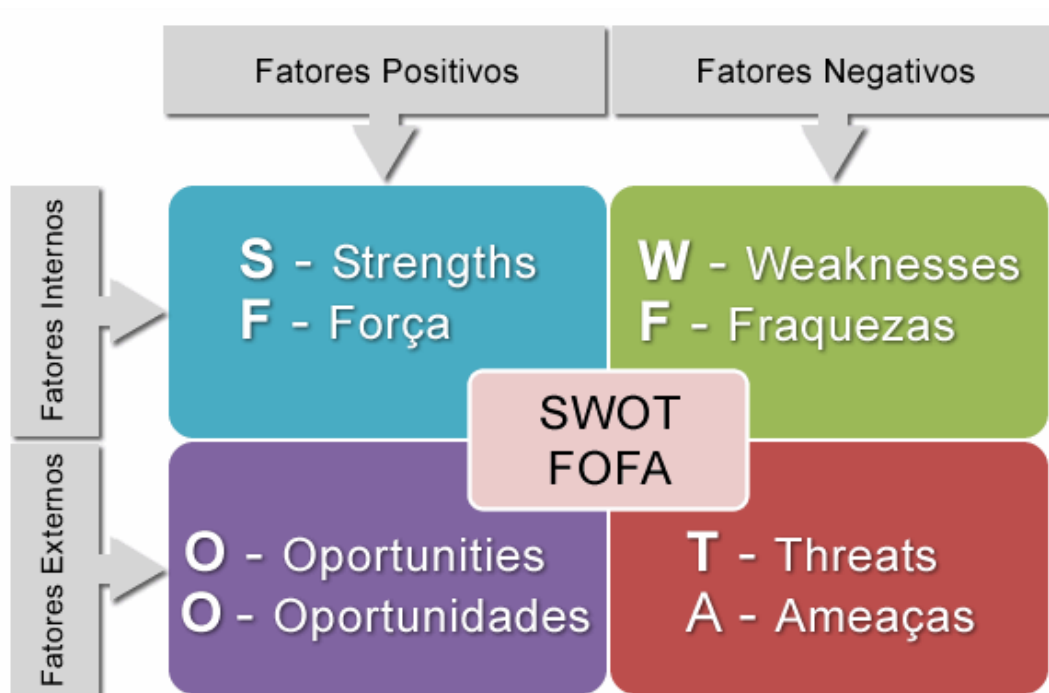 Fatores Positivos
Fatores Negativos
Fatores Internos
S - Strengths
F - Força
W - Weaknesses
F - Fraquezas
SWOT
FOFA
Fatores Externos
O - Oportunities
O - Oportunidades
T - Threats
A - Ameaças